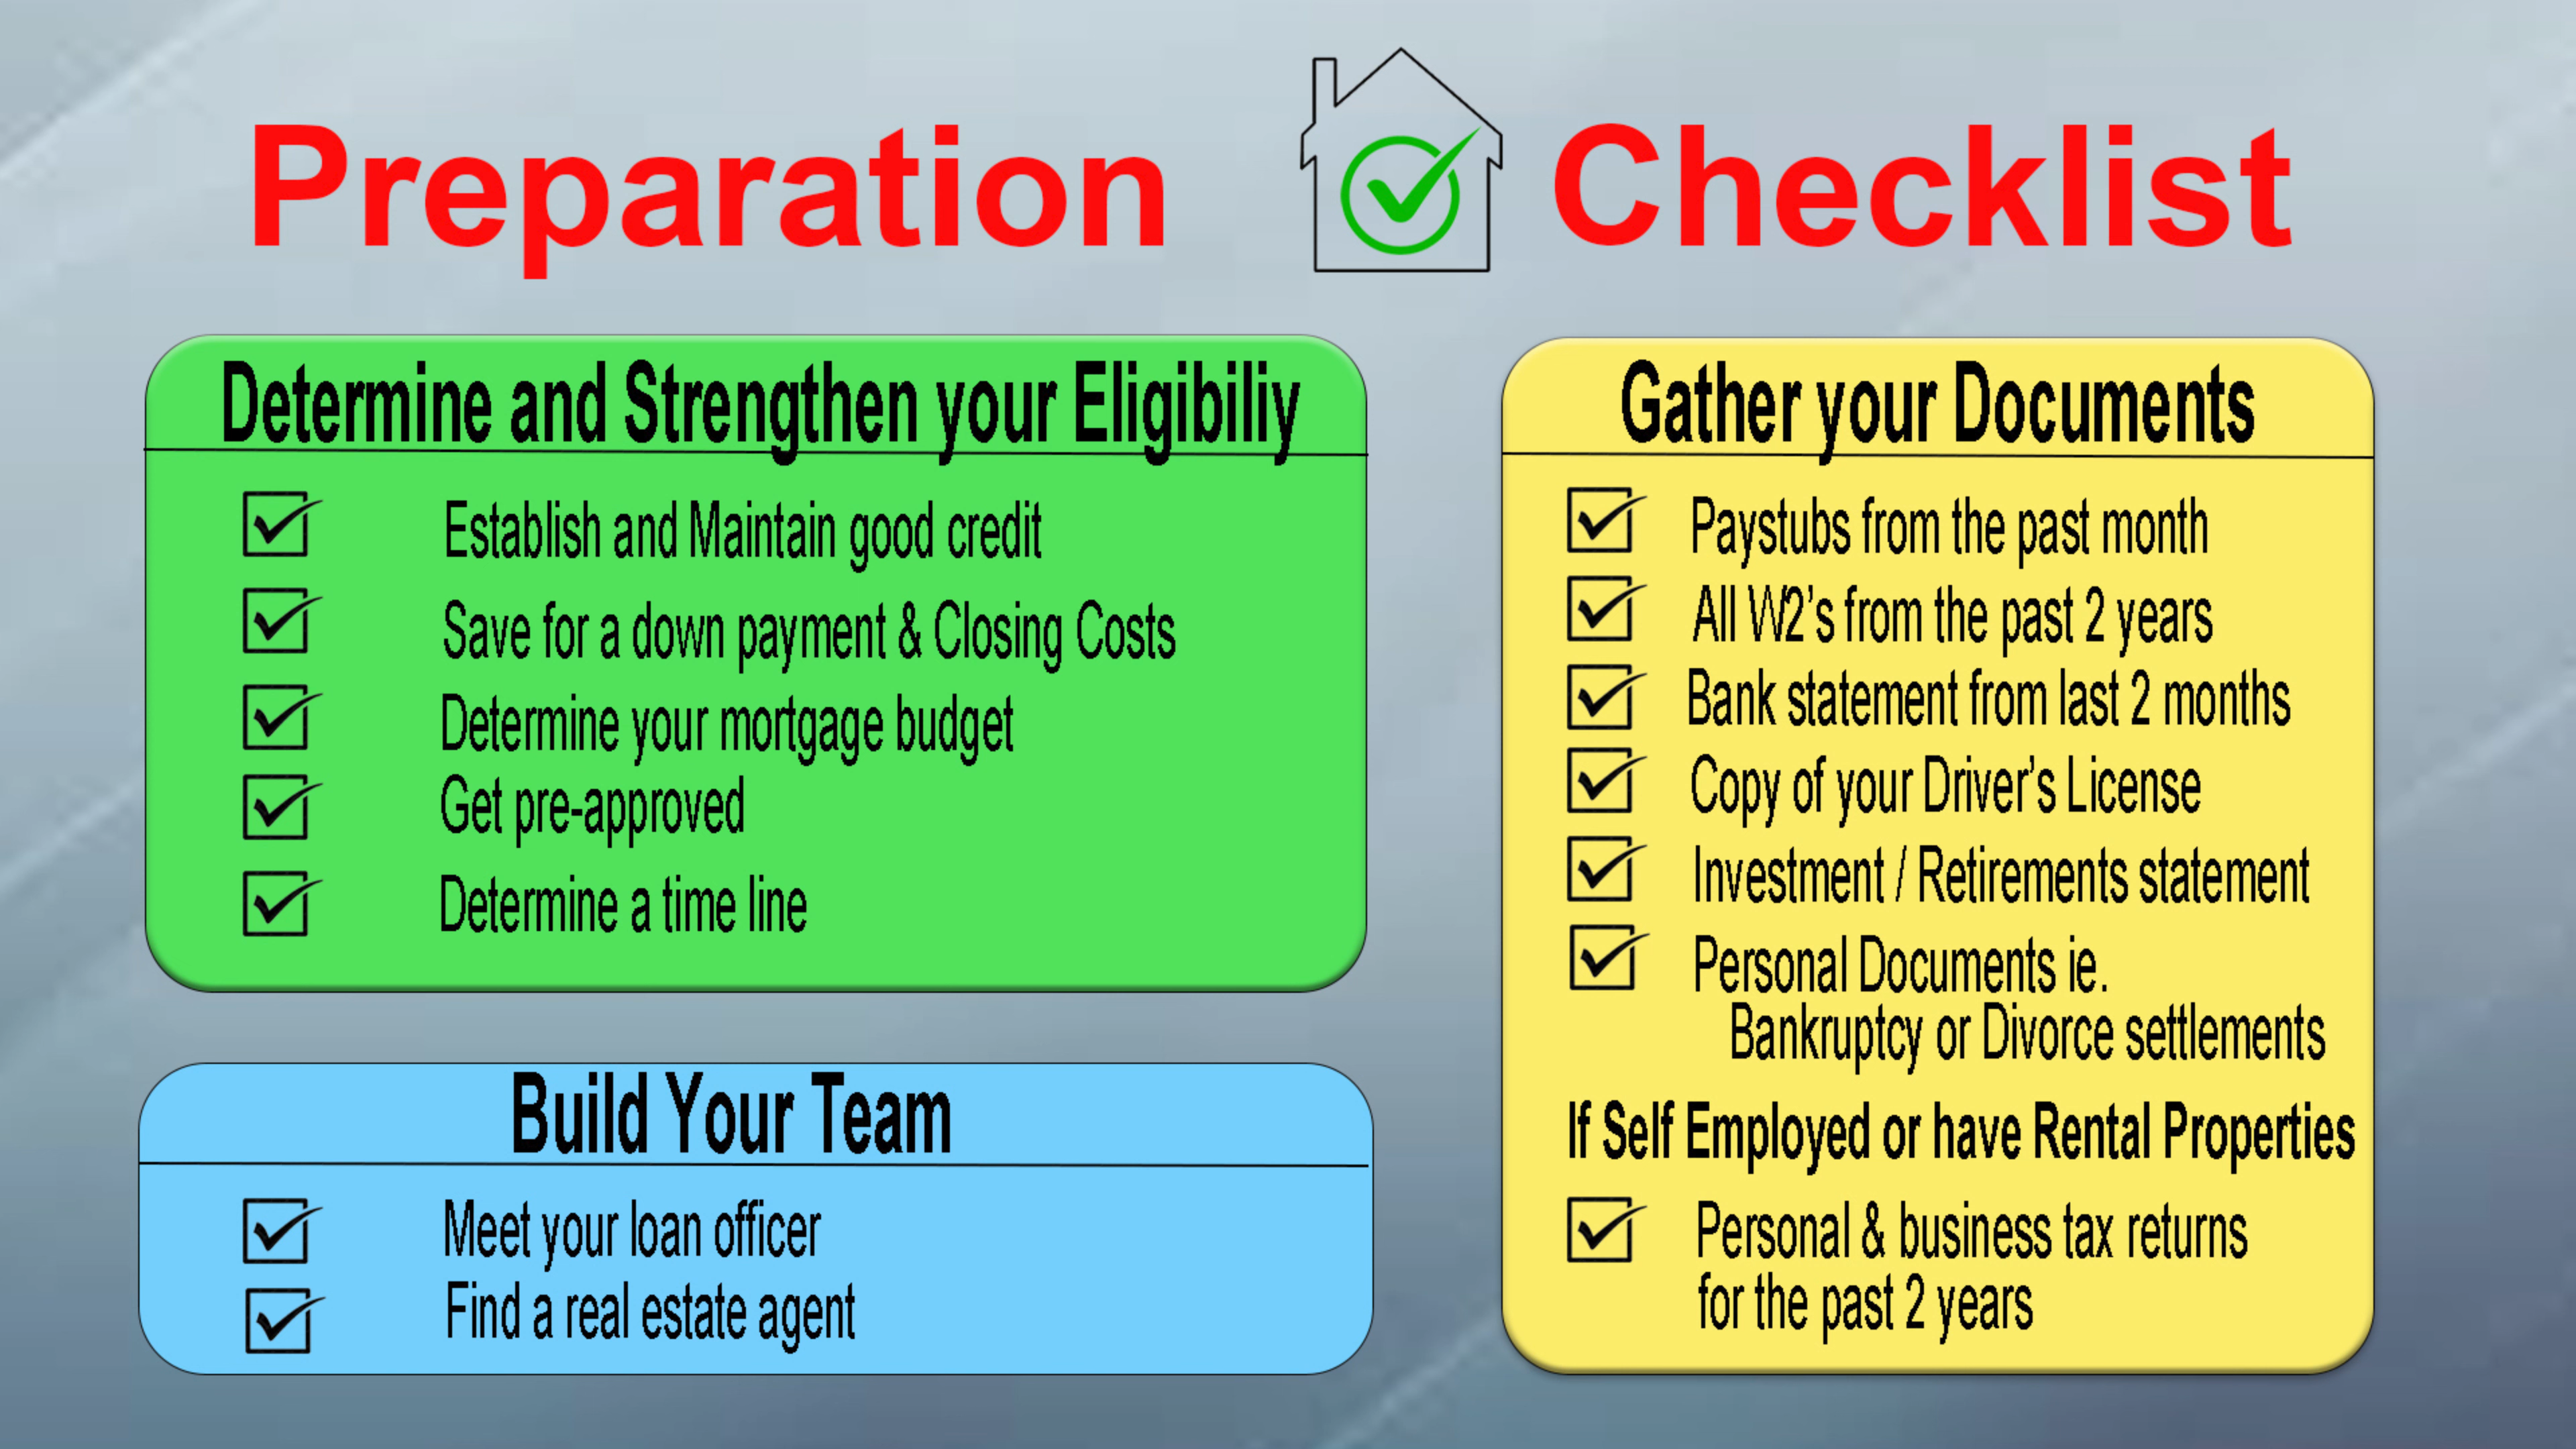 Preparation Checklist
Determine and Strengthen your Eligibiliy
Establish and Maintain good credit
Save for a down payment & Closing Costs
Determine your mortgage budget
Get pre-approved
Determine a time line
Build Your Team
Meet your loan officer
Find a real estate agent
Gather your Documents
Paystubs from the past month
All W2's from the past 2 years
Bank statement from last 2 months
Copy of your Driver's License
Investment / Retirements statement
Personal Documents ie.
Bankruptcy or Divorce settlements
If Self Employed or have Rental Properties
Personal & business tax returns
for the past 2 years